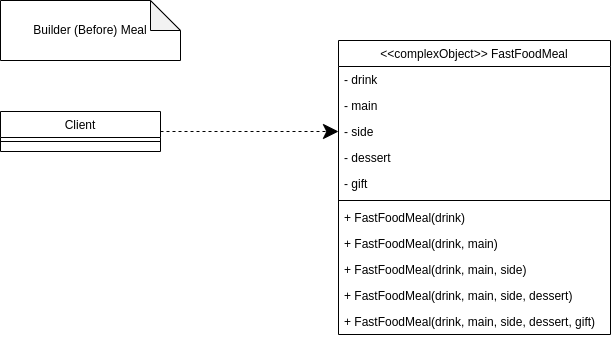 Builder (Before) Meal
<<complexObject>> FastFoodMeal
- drink
- main
- side
- dessert
- gift
+ FastFoodMeal(drink)
+ FastFoodMeal(drink, main)
+ FastFoodMeal(drink, main, side)
+ FastFoodMeal(drink, main, side, dessert)
+ FastFoodMeal(drink, main, side, dessert, gift)
Client